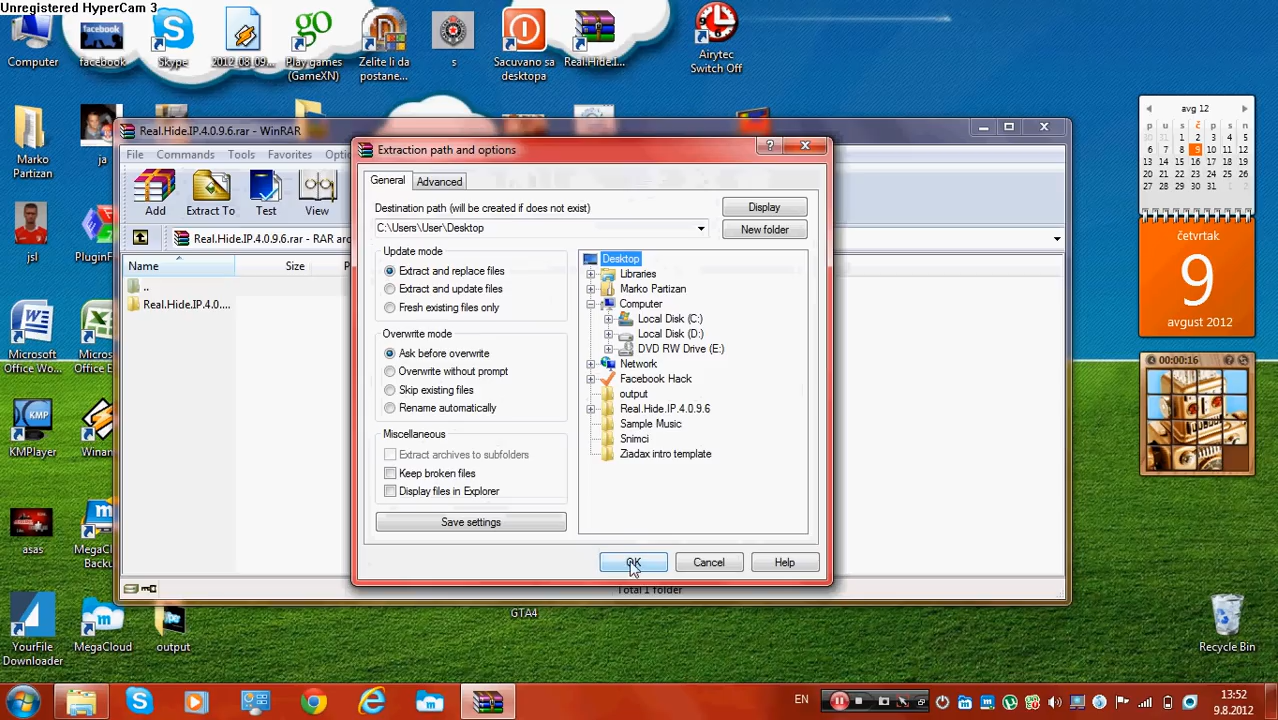 Unregistered HyperCam 3
Computer
facebook
Skype
2012 08 09...
Play games
(GameXN)
Zelite li da
postane...
s
Sacuvano sa
desktopa
Real.Hide.I...
Airytec
Switch Off
Marko
Partizan
ja
jsl
PluginF
Microsoft
Office Wo...
Micros
Office E
KMPlayer
Winan
asas
MegaClo
Backu
YourFile
Downloader
MegaCloud
output
GTA4
Recycle Bin
Real.Hide.IP.4.0.9.6.rar - WinRAR
File
Commands
Tools
Favorites
Optio
Add
Extract To
Test
View
Real.Hide.IP.4.0.9.6.rar - RAR arc
Name
Size
P
..
Real.Hide.IP.4.0....
Total 1 folder
Extraction path and options
General
Advanced
Destination path (will be created if does not exist)
Display
C:\Users\User\Desktop
New folder
Update mode
Extract and replace files
Extract and update files
Fresh existing files only
Overwrite mode
Ask before overwrite
Overwrite without prompt
Skip existing files
Rename automatically
Miscellaneous
Extract archives to subfolders
Keep broken files
Display files in Explorer
Save settings
Desktop
Libraries
Marko Partizan
Computer
Local Disk (C:)
Local Disk (D:)
DVD RW Drive (E:)
Network
Facebook Hack
output
Real.Hide.IP.4.0.9.6
Sample Music
Snimci
Ziadax intro template
OK
Cancel
Help
avg 12
p u s č p s n
30 31 1 2 3 4 5
6 7 8 9 10 11 12
13 14 15 16 17 18 19
20 21 22 23 24 25 26
27 28 29 30 31
četvrtak
9
avgust 2012
00:00:16
EN
13:52
9.8.2012